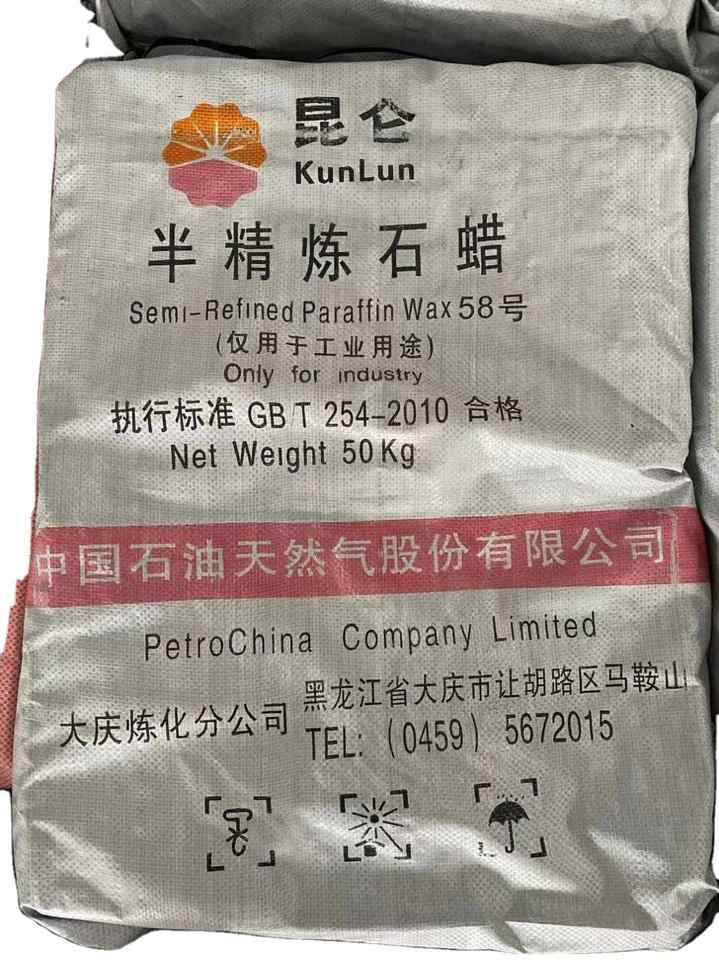 昆仑
KunLun
半精炼石蜡
Semi-Refined Paraffin Wax 58号
(仅用于工业用途)
Only for industry
执行标准 GB/T 254-2010 合格
Net Weight 50Kg
中国石油天然气股份有限公司
PetroChina Company Limited
大庆炼化分公司
黑龙江省大庆市让胡路区马鞍山
TEL: (0459) 5672015